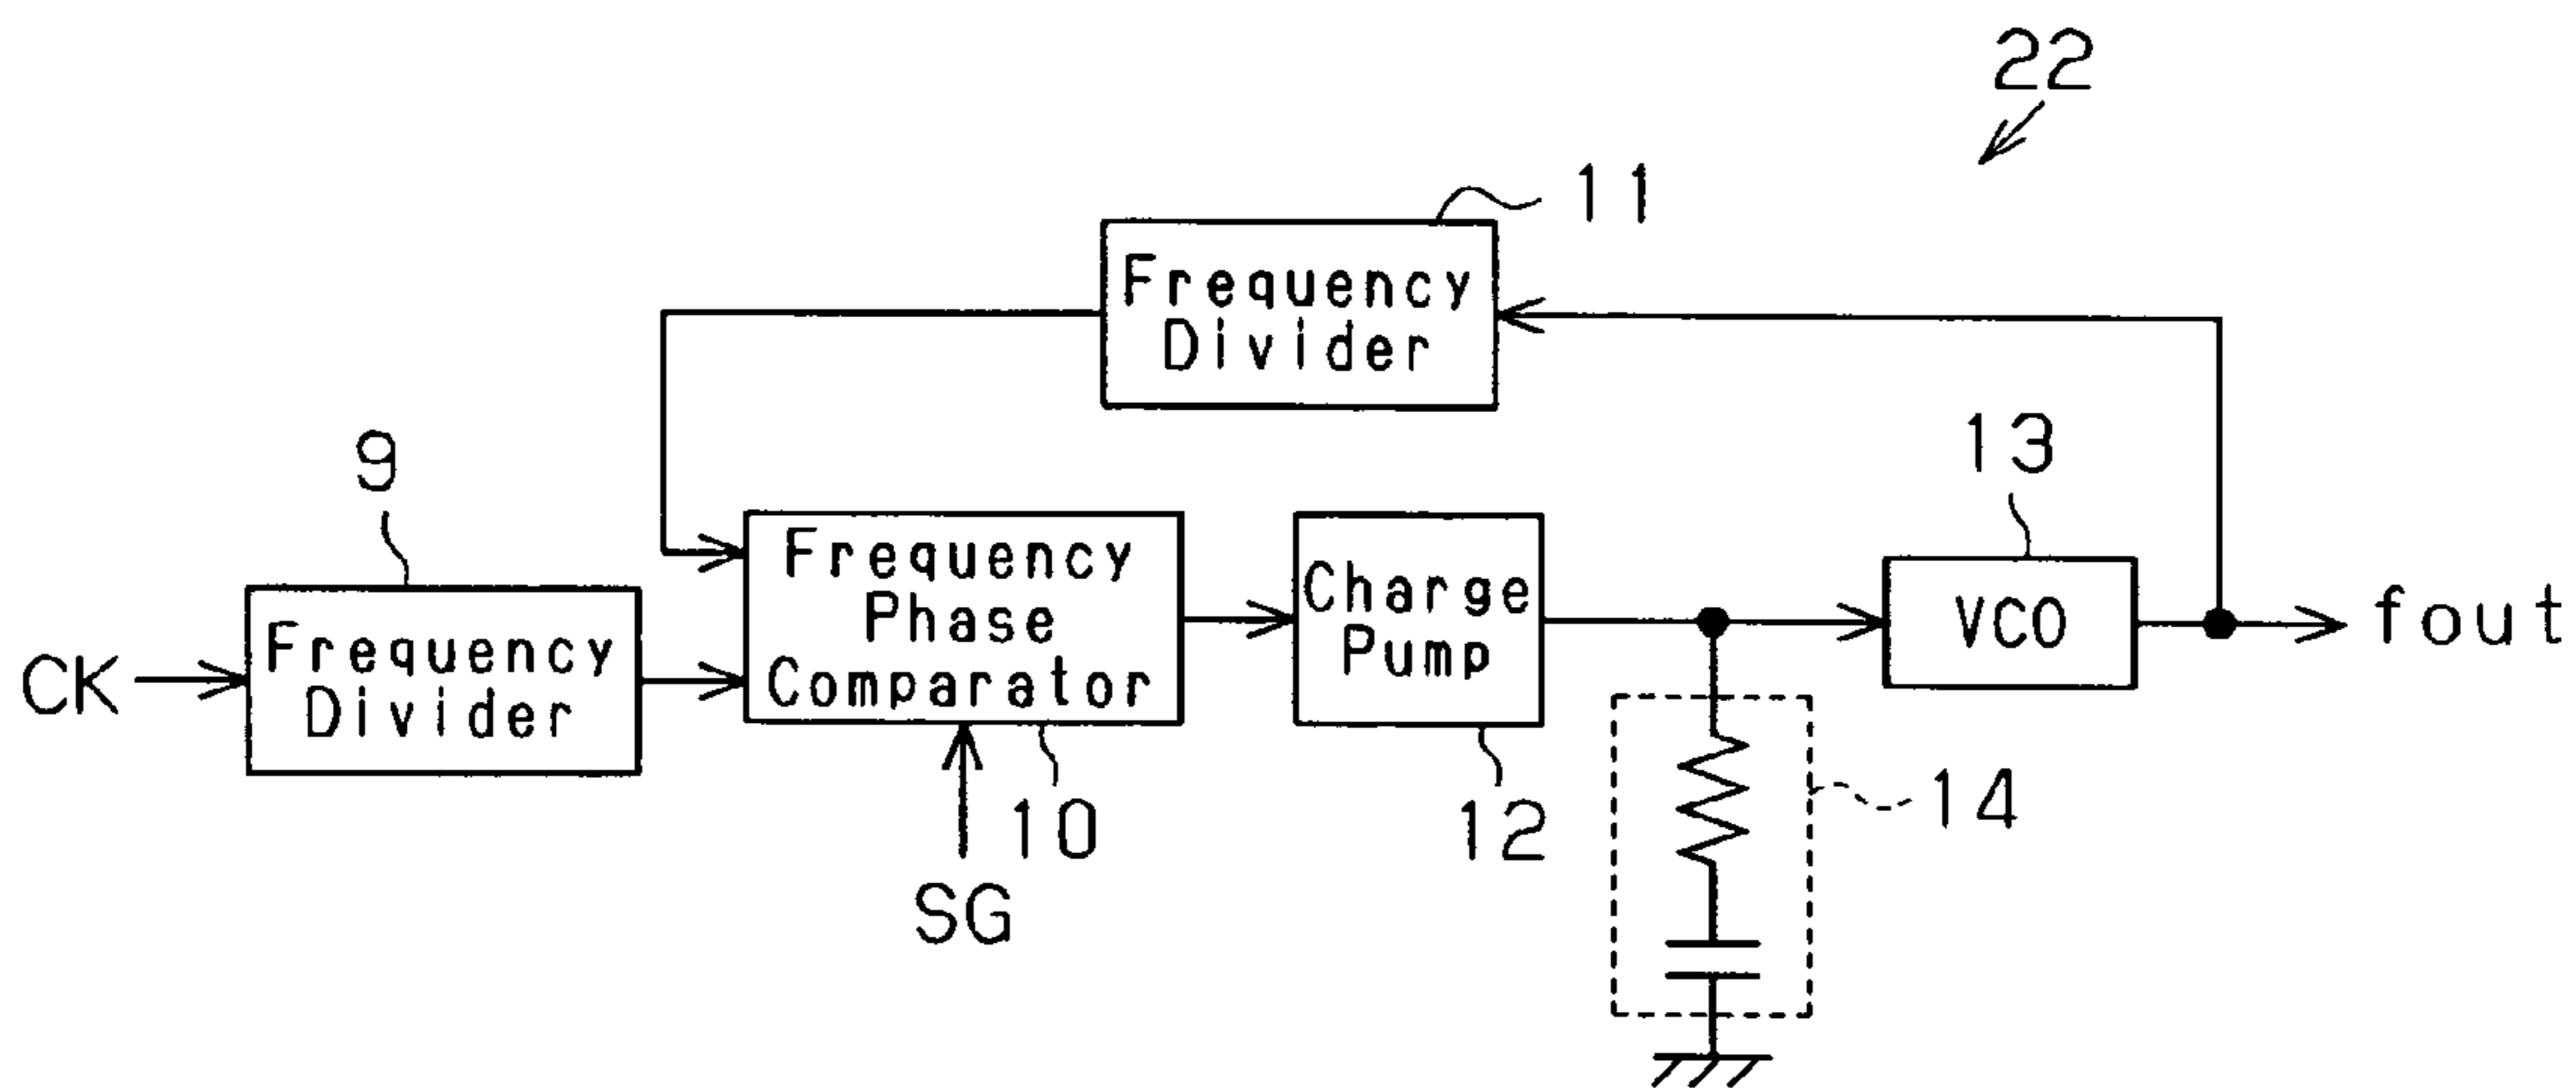 22
11
Frequency
Divider
9
13
Frequency
Phase
Comparator
Charge
Pump
VCO
fout
CK
Frequency
Divider
10
12
14
SG